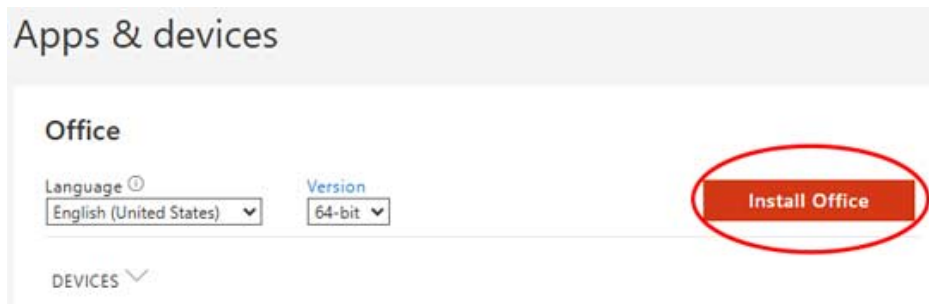 Apps & devices
Office
Language ⓘ
Version
English (United States)
64-bit
Install Office
DEVICES